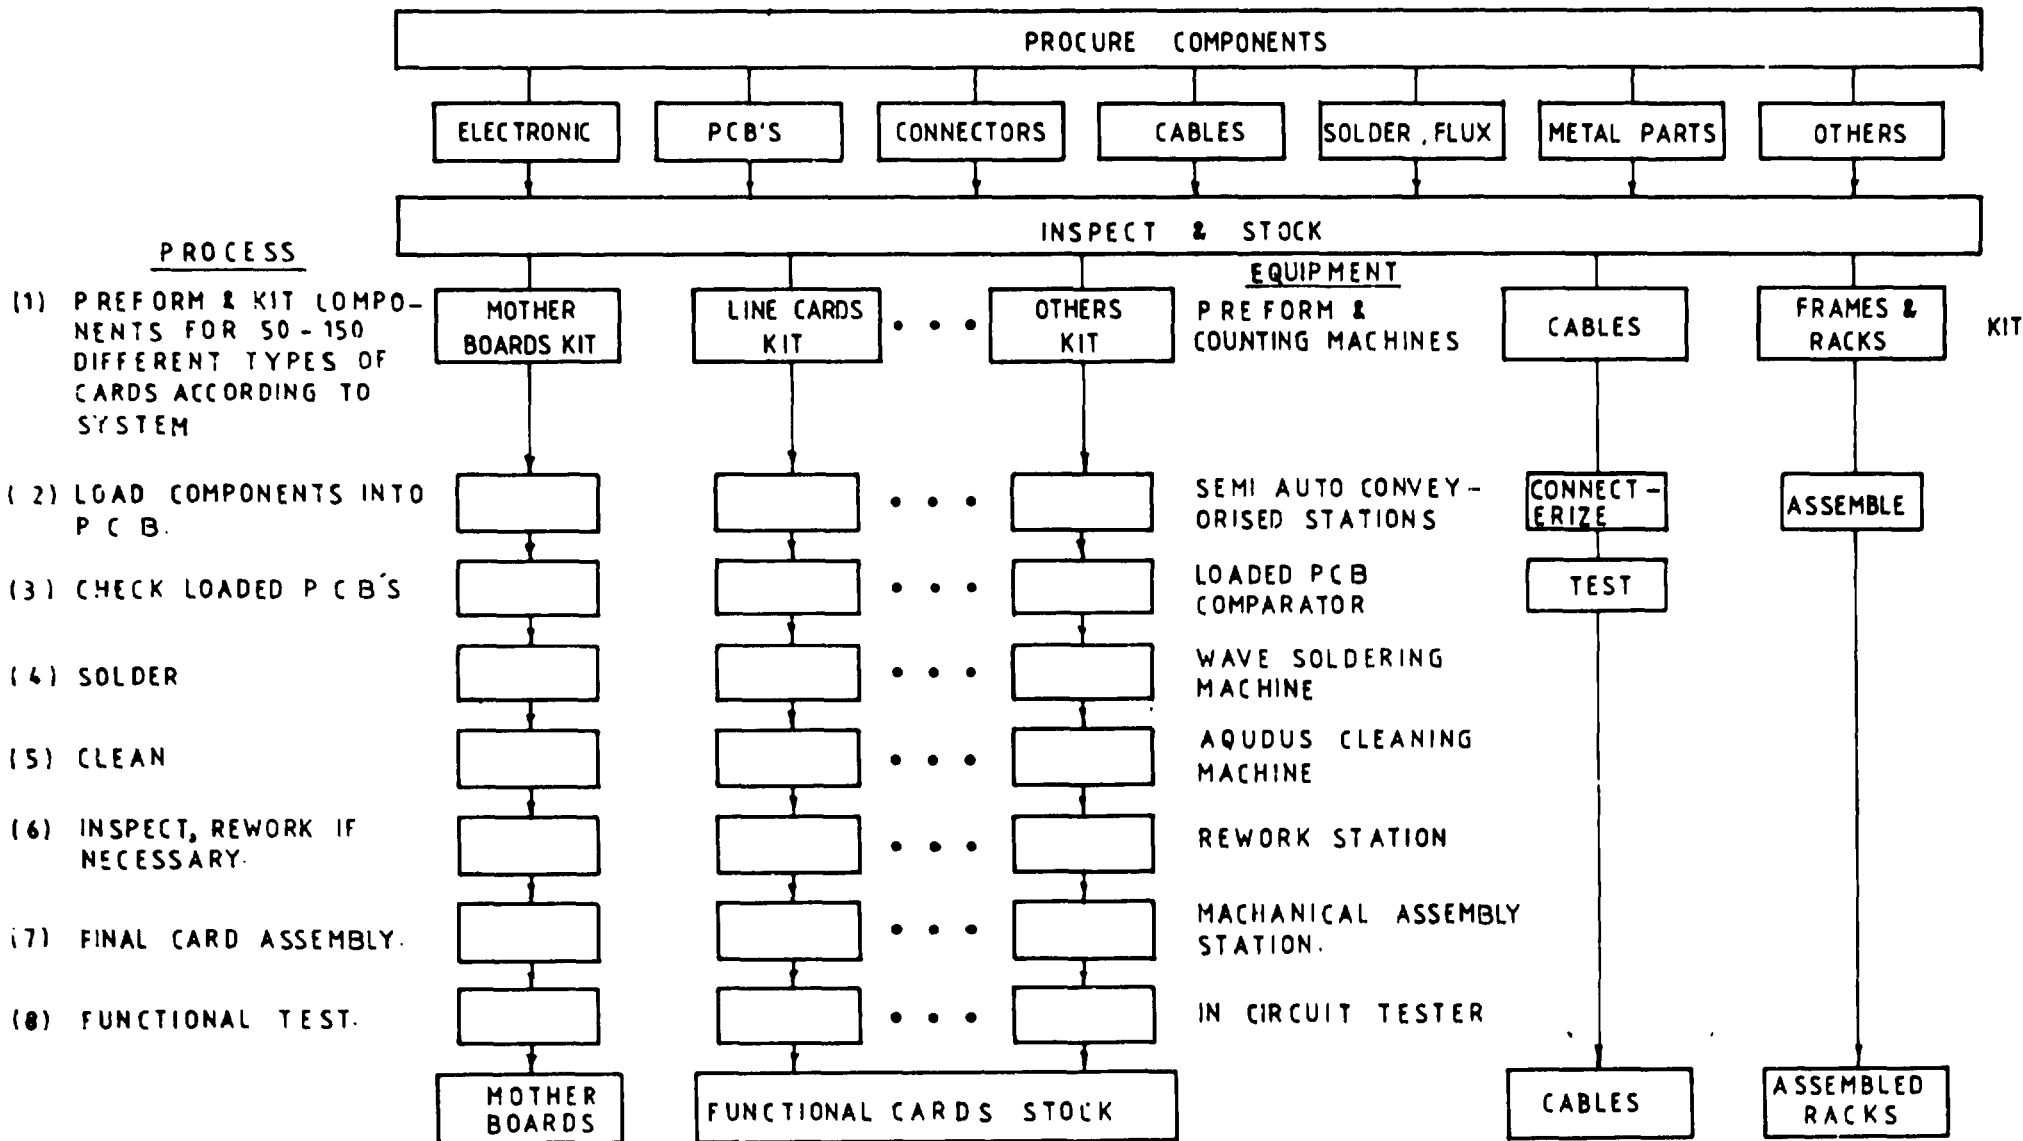 PROCURE COMPONENTS
ELECTRONIC
PCB'S
CONNECTORS
CABLES
SOLDER, FLUX
METAL PARTS
OTHERS
INSPECT & STOCK
PROCESS
EQUIPMENT
(1) PREFORM & KIT COMPO-
NENTS FOR 50 - 150
DIFFERENT TYPES OF
CARDS ACCORDING TO
SYSTEM
MOTHER
BOARDS KIT
LINE CARDS
KIT
OTHERS
KIT
PREFORM &
COUNTING MACHINES
CABLES
FRAMES &
RACKS
KIT
(2) LOAD COMPONENTS INTO
P C B.
SEMI AUTO CONVEY-
ORISED STATIONS
CONNECT-
ERIZE
ASSEMBLE
(3) CHECK LOADED P C B'S
LOADED PCB
COMPARATOR
TEST
(4) SOLDER
WAVE SOLDERING
MACHINE
(5) CLEAN
AQUDUS CLEANING
MACHINE
(6) INSPECT, REWORK IF
NECESSARY.
REWORK STATION
(7) FINAL CARD ASSEMBLY.
MACHANICAL ASSEMBLY
STATION.
(8) FUNCTIONAL TEST.
IN CIRCUIT TESTER
MOTHER
BOARDS
FUNCTIONAL CARDS STOCK
CABLES
ASSEMBLED
RACKS